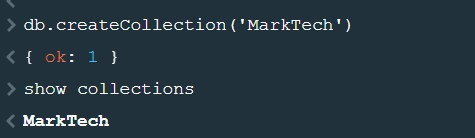 > db.createCollection('MarkTech')
< { ok: 1 }
> show collections
< MarkTech